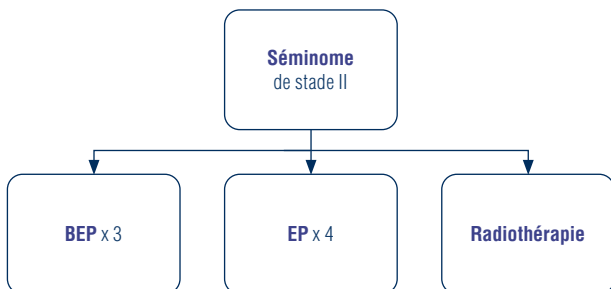 Séminome
de stade II
BEP x 3
EP x 4
Radiothérapie